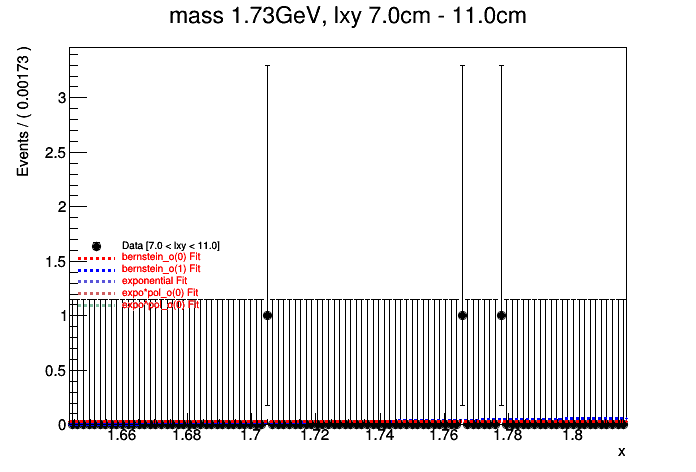 mass 1.73GeV, lxy 7.0cm - 11.0cm
Events / ( 0.00173 )
3
2.5
2
1.5
1
0.5
0
Data [7.0 < lxy < 11.0]
bernstein_o(0) Fit
bernstein_o(1) Fit
exponential Fit
expo*pol_o(0) Fit
expo*pol_o(0) Fit
1.66 1.68 1.7 1.72 1.74 1.76 1.78 1.8
x